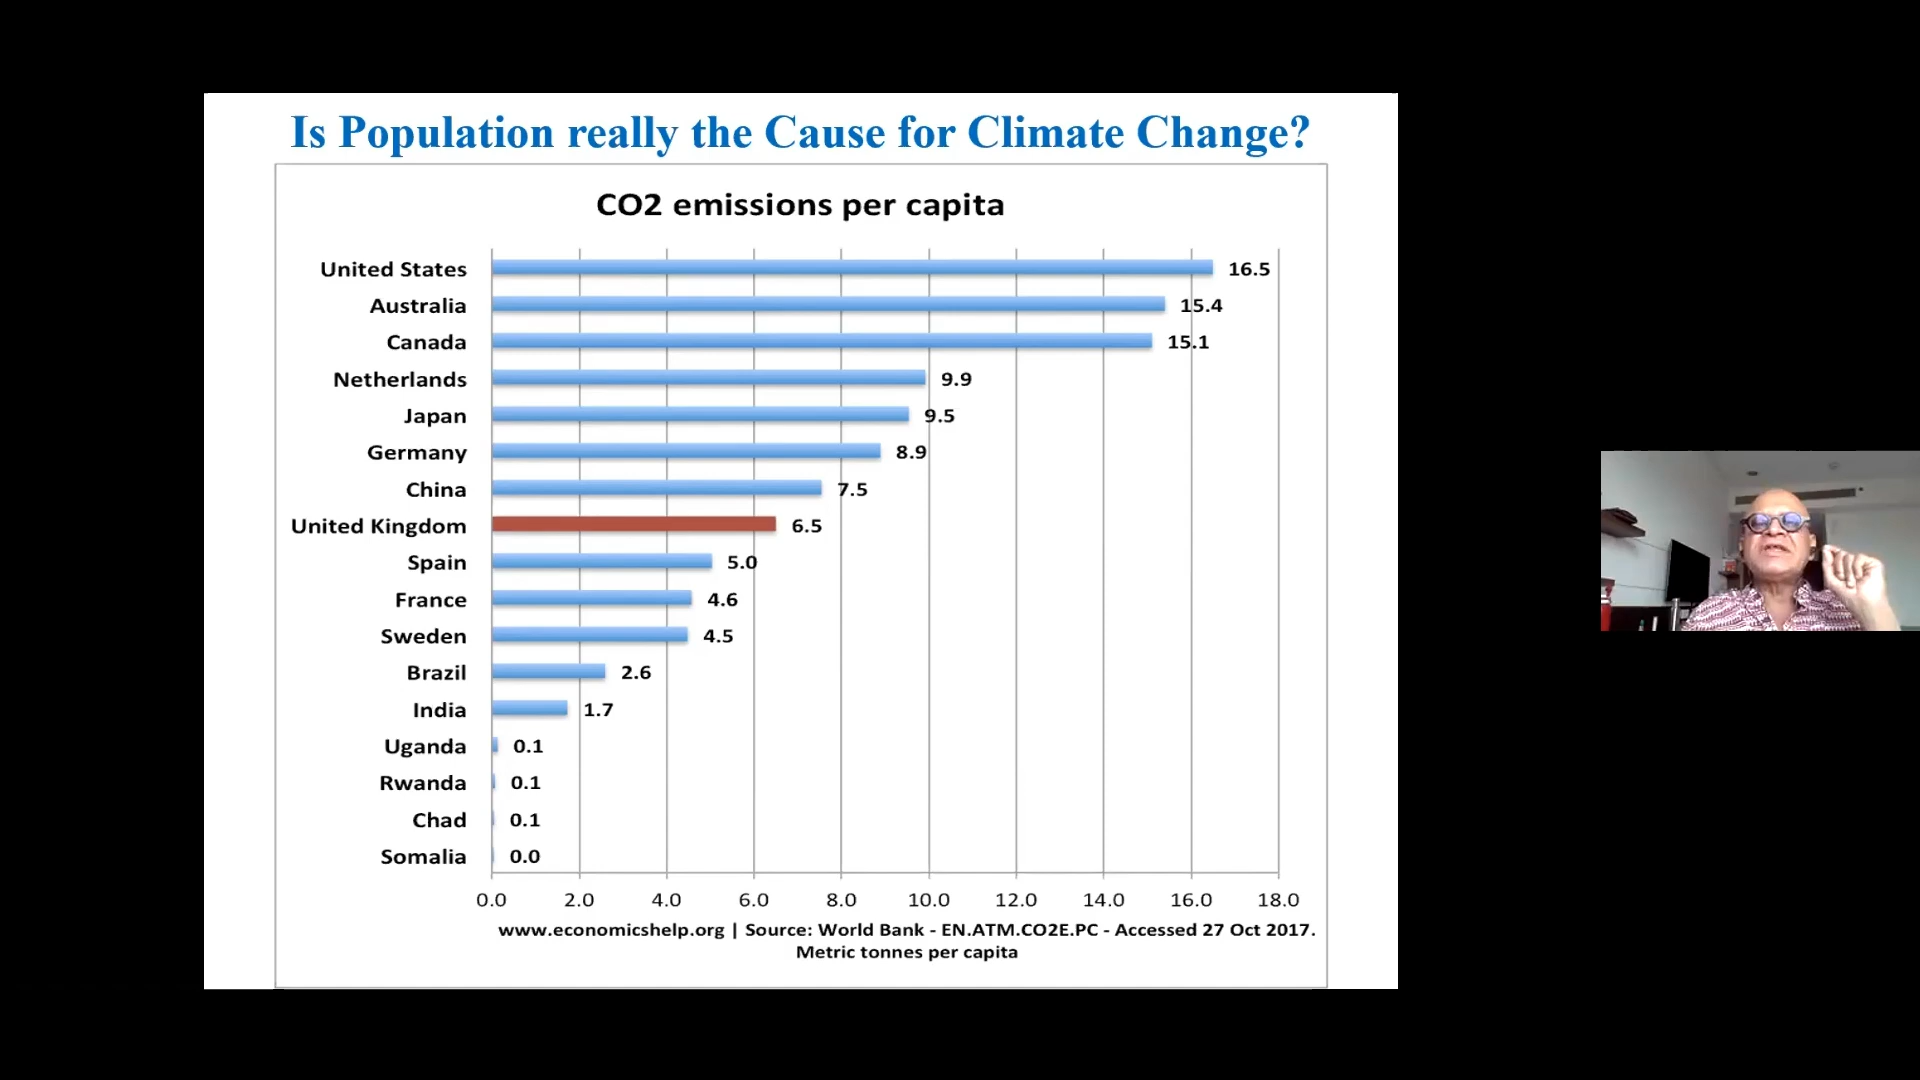 Is Population really the Cause for Climate Change?
CO2 emissions per capita
United States 16.5
Australia 15.4
Canada 15.1
Netherlands 9.9
Japan 9.5
Germany 8.9
China 7.5
United Kingdom 6.5
Spain 5.0
France 4.6
Sweden 4.5
Brazil 2.6
India 1.7
Uganda 0.1
Rwanda 0.1
Chad 0.1
Somalia 0.0
0.0 2.0 4.0 6.0 8.0 10.0 12.0 14.0 16.0 18.0
www.economicshelp.org | Source: World Bank - EN.ATM.CO2E.PC - Accessed 27 Oct 2017.
Metric tonnes per capita